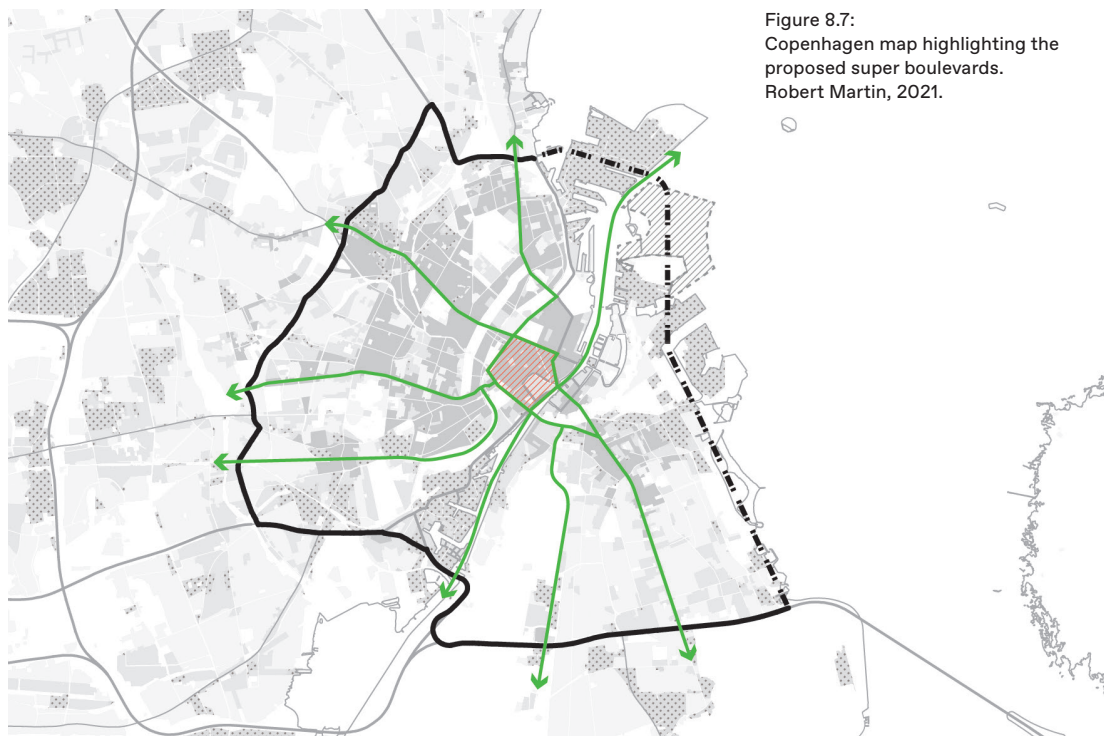 Figure 8.7:
Copenhagen map highlighting the
proposed super boulevards.
Robert Martin, 2021.